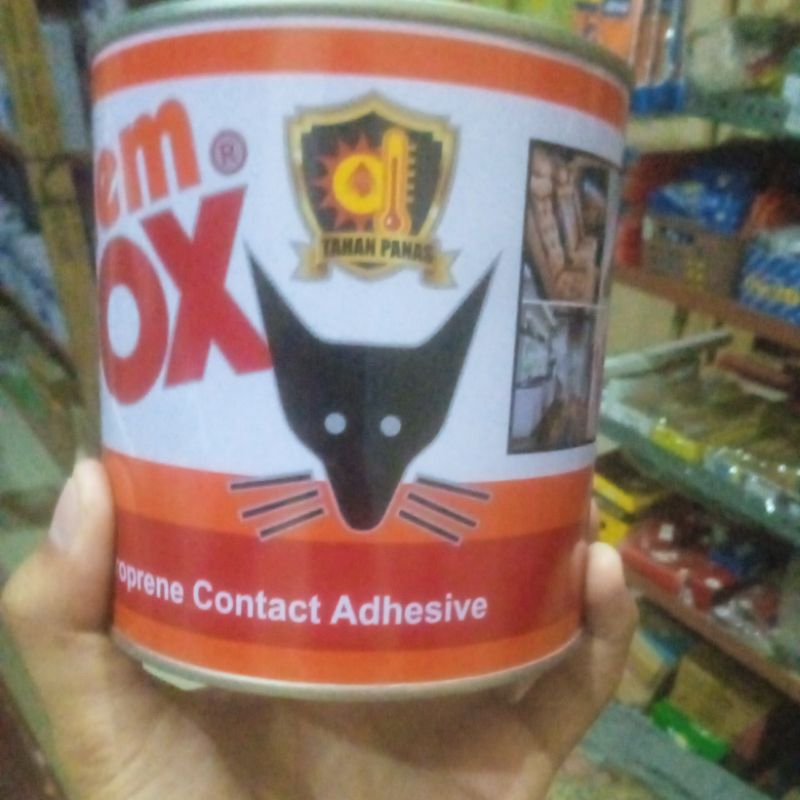 em ®
OX
TAHAN PANAS
roprene Contact Adhesive